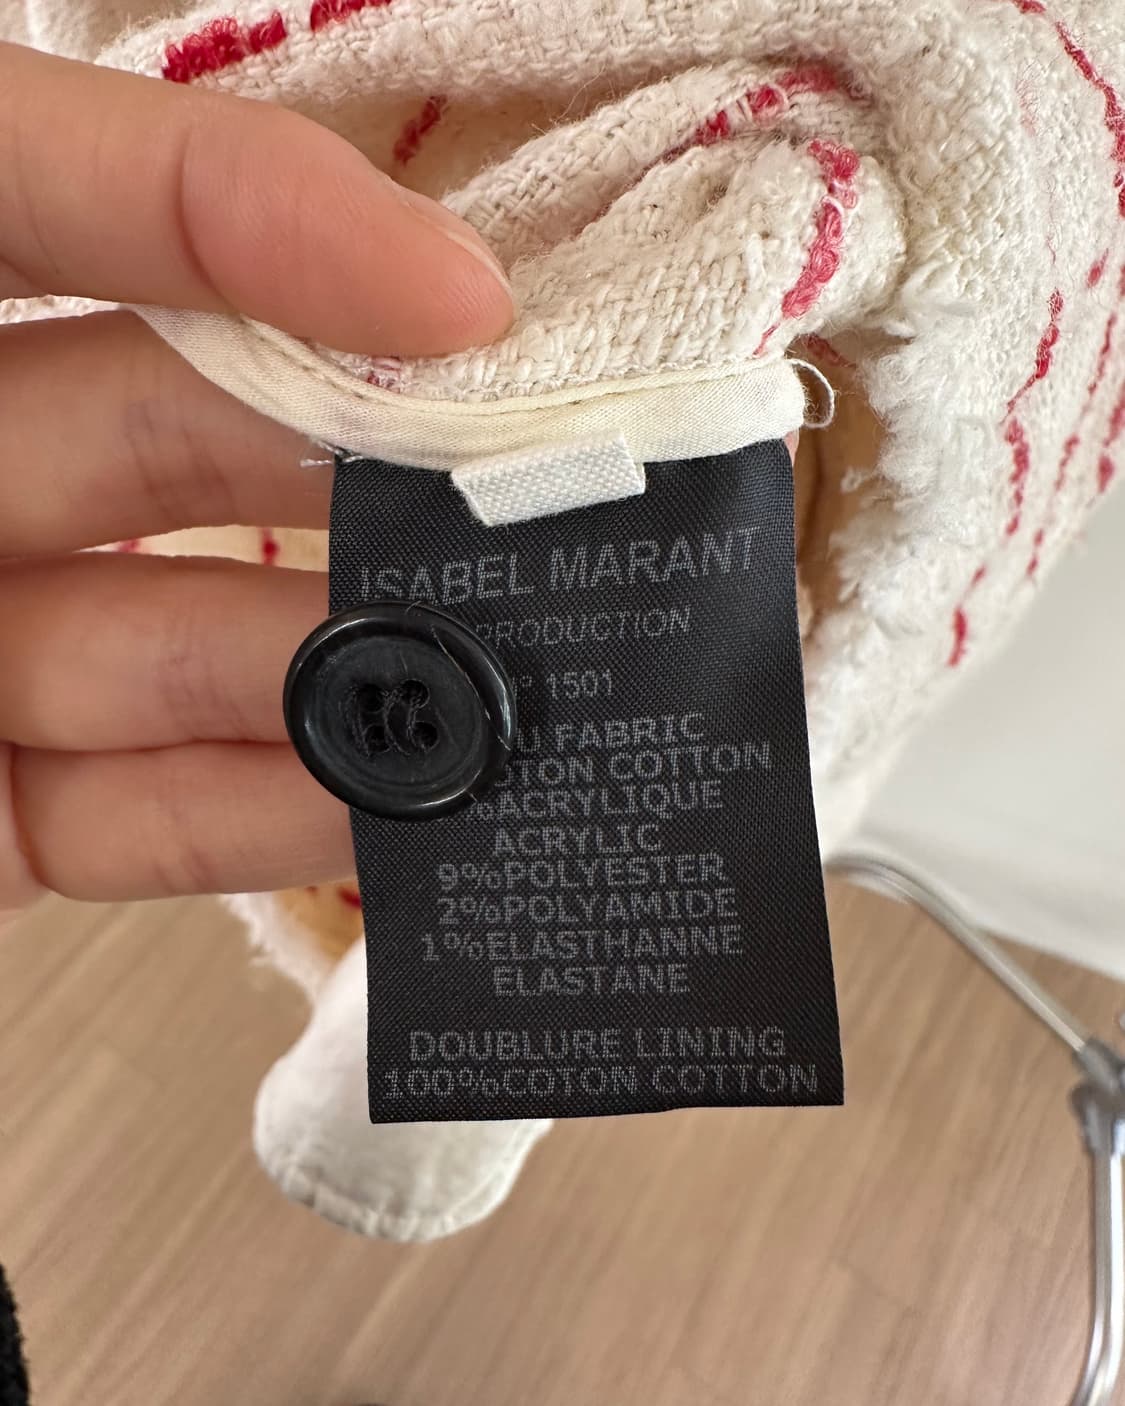 ISABEL MARANT
PRODUCTION
1501
FABRIC
COTTON
%ACRYLIQUE
ACRYLIC
9%POLYESTER
2%POLYAMIDE
1%ELASTHANNE
ELASTANE
DOUBLURE LINING
100%COTON COTTON